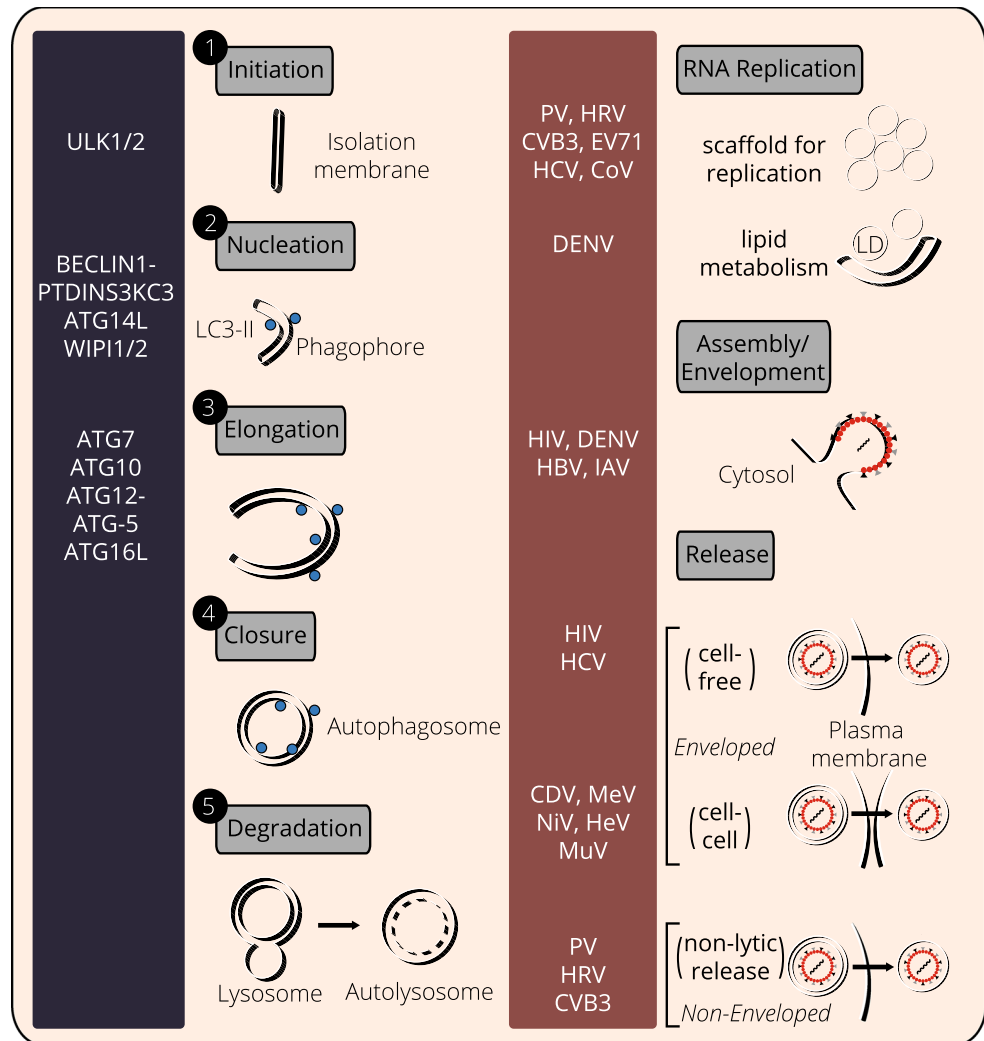 ULK1/2
BECLIN1-
PTDINS3KC3
ATG14L
WIPI1/2
ATG7
ATG10
ATG12-
ATG-5
ATG16L
1
Initiation
Isolation
membrane
2
Nucleation
LC3-II
Phagophore
3
Elongation
4
Closure
Autophagosome
5
Degradation
Lysosome
Autolysosome
PV, HRV
CVB3, EV71
HCV, CoV
DENV
HIV, DENV
HBV, IAV
HIV
HCV
CDV, MeV
NiV, HeV
MuV
PV
HRV
CVB3
RNA Replication
scaffold for
replication
lipid
metabolism
LD
Assembly/
Envelopment
Cytosol
Release
(cell-
free)
Enveloped
Plasma
membrane
(cell-
cell)
(non-lytic
release)
Non-Enveloped